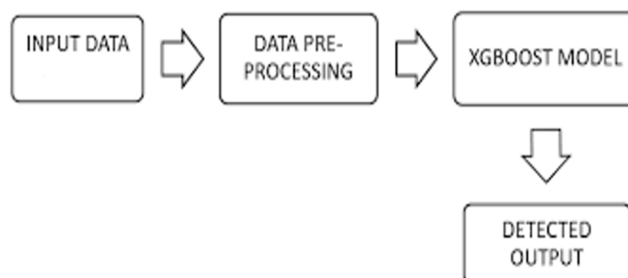 INPUT DATA
DATA PRE-
PROCESSING
XGBOOST MODEL
DETECTED
OUTPUT